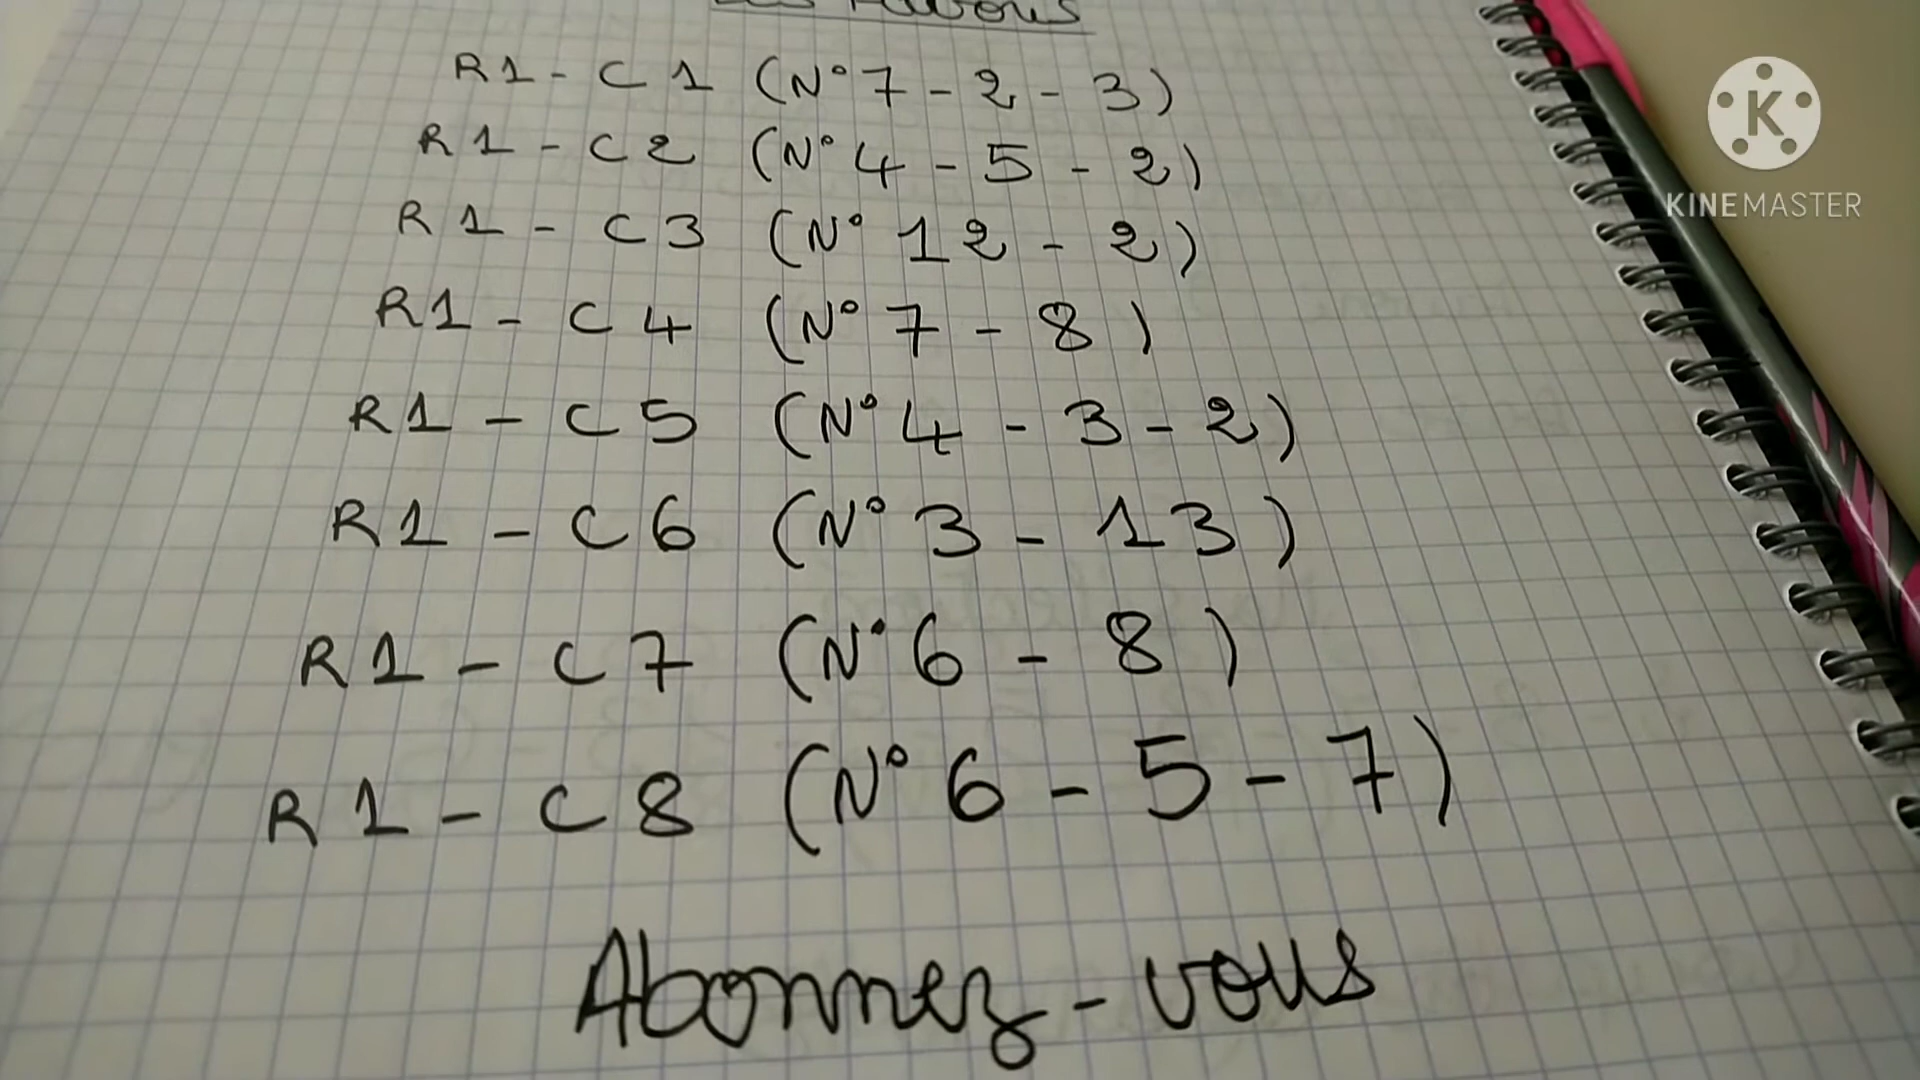 R1 - C1 (N° 7 - 2 - 3)
R1 - C2 (N° 4 - 5 - 2)
R1 - C3 (N° 12 - 2)
R1 - C4 (N° 7 - 8)
R1 - C5 (N° 4 - 3 - 2)
R1 - C6 (N° 3 - 13)
R1 - C7 (N° 6 - 8)
R1 - C8 (N° 6 - 5 - 7)
Abonnez-vous
K
KINEMASTER